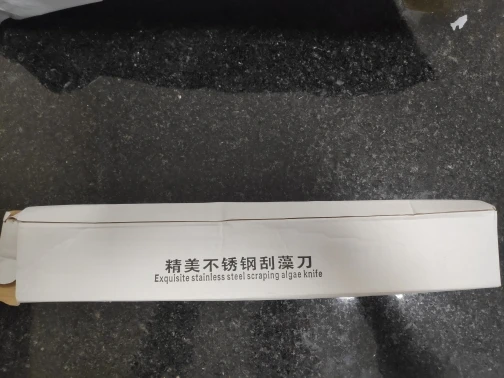 精美不锈钢刮藻刀
Exquisite stainless steel scraping algae knife